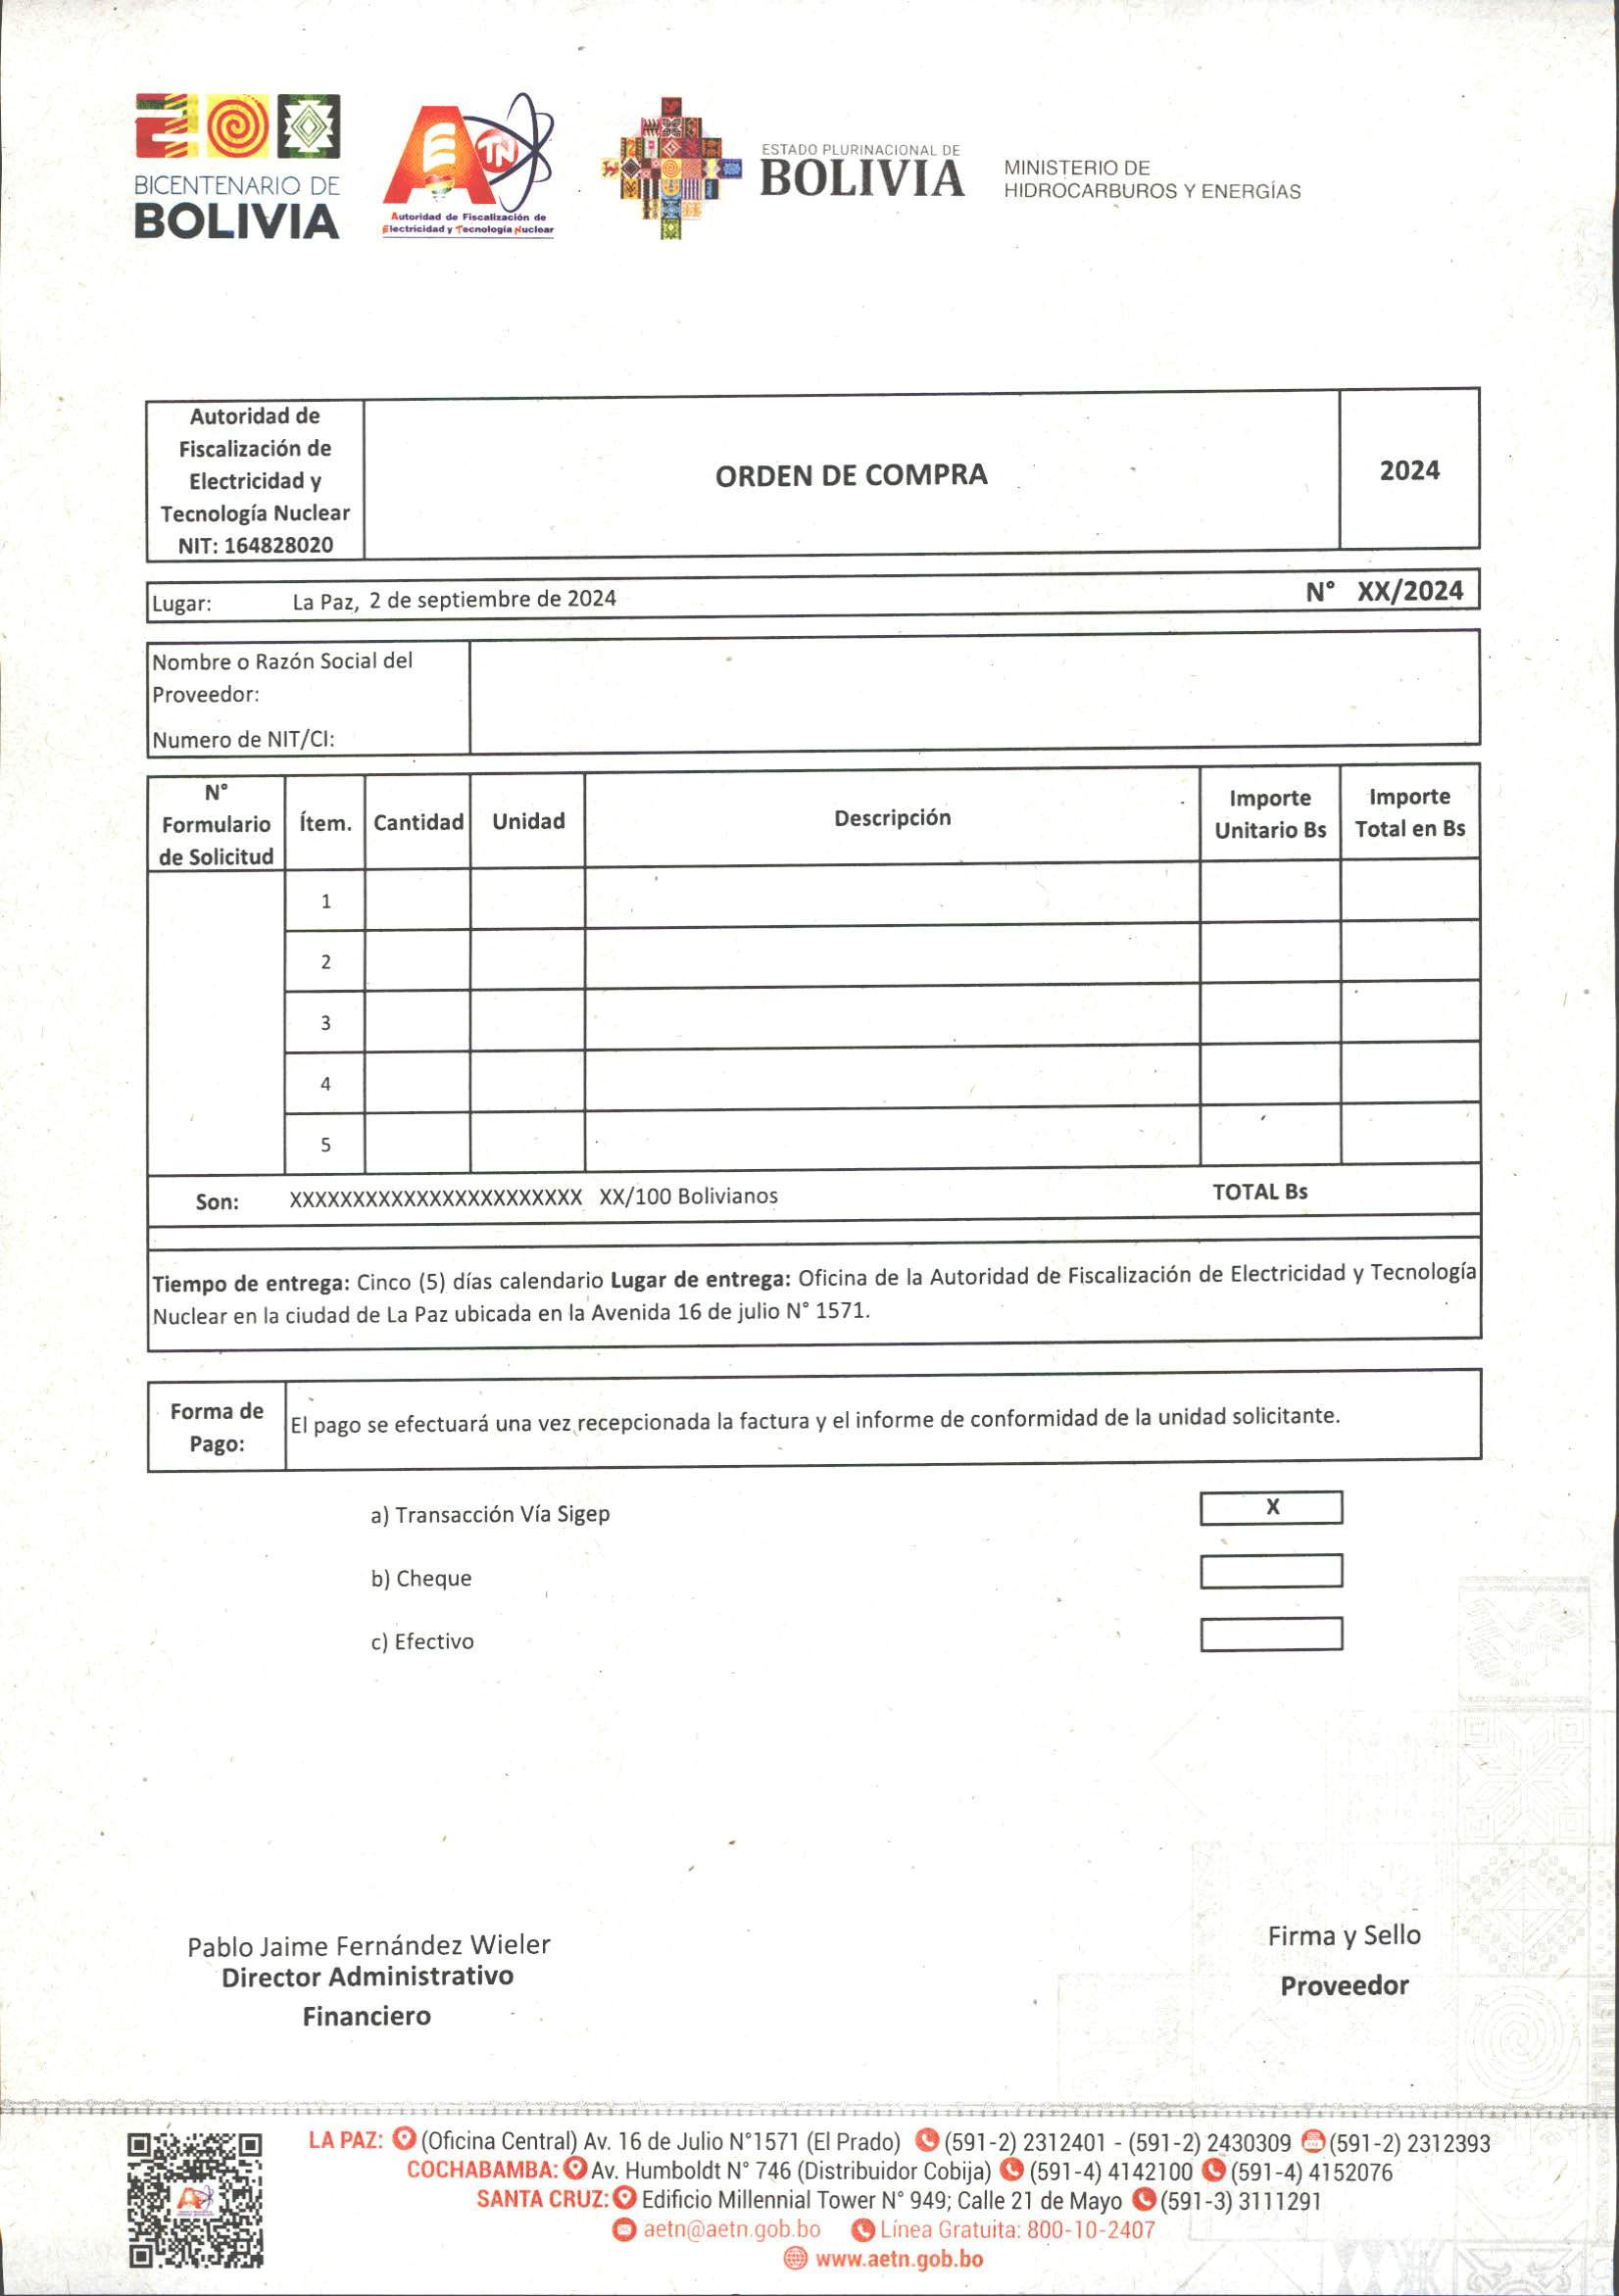 BICENTENARIO DE
BOLIVIA
AETN
Autoridad de Fiscalización de
Electricidad y Tecnología Nuclear
ESTADO PLURINACIONAL DE
BOLIVIA
MINISTERIO DE
HIDROCARBUROS Y ENERGÍAS
Autoridad de
Fiscalización de
Electricidad y
Tecnología Nuclear
NIT: 164828020
ORDEN DE COMPRA
2024
Lugar: La Paz, 2 de septiembre de 2024 N° XX/2024
Nombre o Razón Social del
Proveedor:
Numero de NIT/CI:
N°
Formulario
de Solicitud
Ítem.
Cantidad
Unidad
Descripción
Importe
Unitario Bs
Importe
Total en Bs
1
2
3
4
5
Son: XXXXXXXXXXXXXXXXXXXXXXX XX/100 Bolivianos TOTAL Bs
Tiempo de entrega: Cinco (5) días calendario Lugar de entrega: Oficina de la Autoridad de Fiscalización de Electricidad y Tecnología
Nuclear en la ciudad de La Paz ubicada en la Avenida 16 de julio N° 1571.
Forma de
Pago:
El pago se efectuará una vez recepcionada la factura y el informe de conformidad de la unidad solicitante.
a) Transacción Vía Sigep X
b) Cheque
c) Efectivo
Pablo Jaime Fernández Wieler
Director Administrativo
Financiero
Firma y Sello
Proveedor
LA PAZ: (Oficina Central) Av. 16 de Julio N°1571 (El Prado) (591-2) 2312401 - (591-2) 2430309 (591-2) 2312393
COCHABAMBA: Av. Humboldt N° 746 (Distribuidor Cobija) (591-4) 4142100 (591-4) 4152076
SANTA CRUZ: Edificio Millennial Tower N° 949; Calle 21 de Mayo (591-3) 3111291
aetn@aetn.gob.bo Línea Gratuita: 800-10-2407
www.aetn.gob.bo